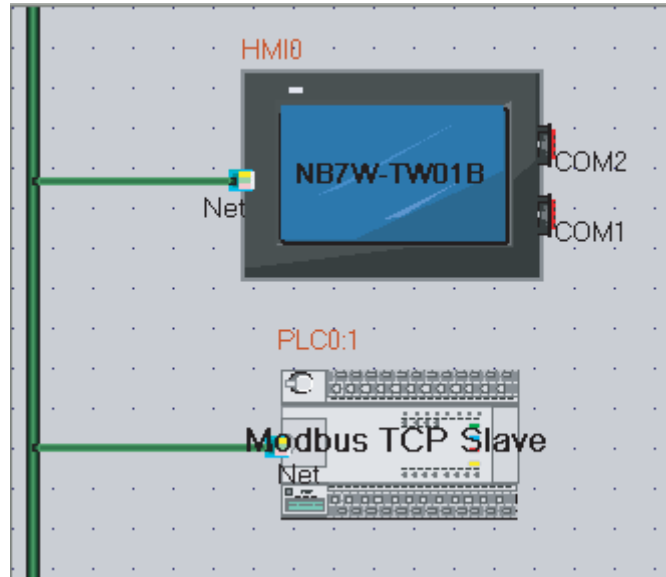 HMI0
NB7W-TW01B
COM2
Net
COM1
PLC0:1
Modbus TCP Slave
Net